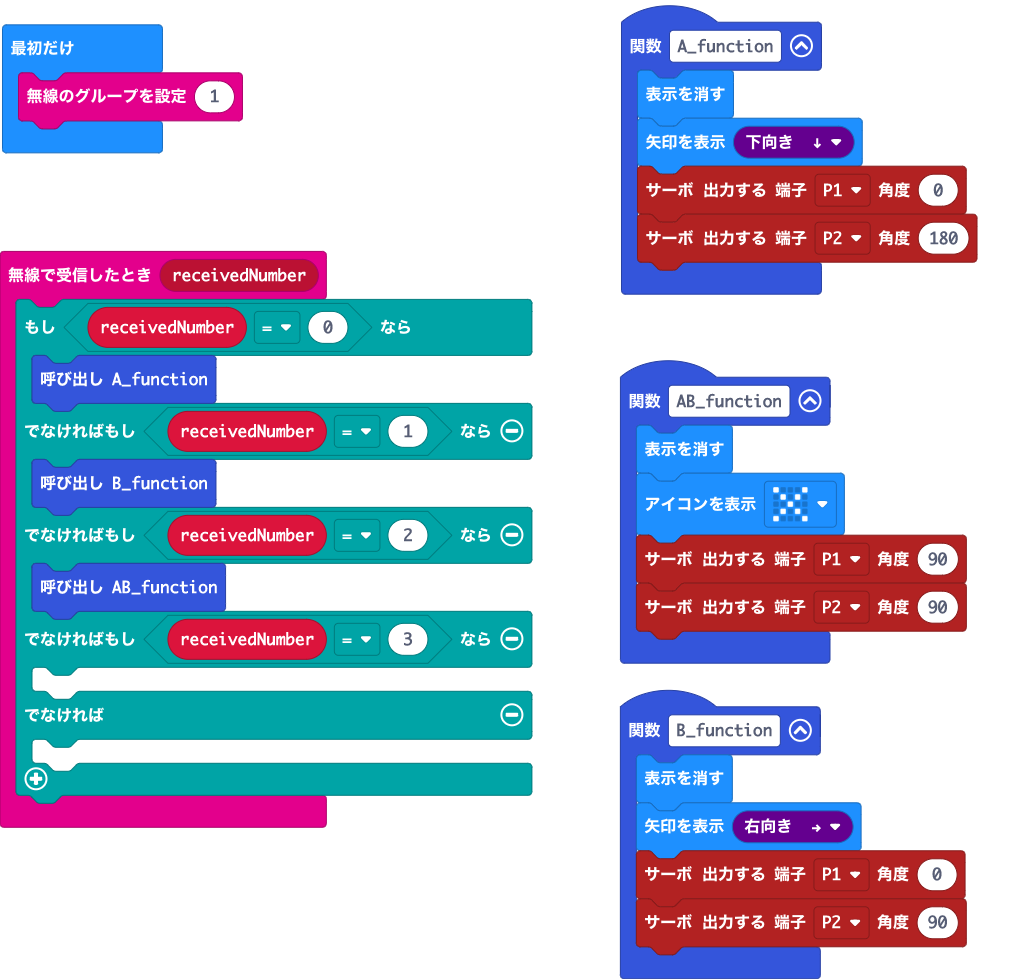 最初だけ
無線のグループを設定 1
無線で受信したとき receivedNumber
もし receivedNumber = 0 なら
呼び出し A_function
でなければもし receivedNumber = 1 なら
呼び出し B_function
でなければもし receivedNumber = 2 なら
呼び出し AB_function
でなければもし receivedNumber = 3 なら
でなければ
関数 A_function
表示を消す
矢印を表示 下向き ↓
サーボ 出力する 端子 P1 角度 0
サーボ 出力する 端子 P2 角度 180
関数 AB_function
表示を消す
アイコンを表示
サーボ 出力する 端子 P1 角度 90
サーボ 出力する 端子 P2 角度 90
関数 B_function
表示を消す
矢印を表示 右向き →
サーボ 出力する 端子 P1 角度 0
サーボ 出力する 端子 P2 角度 90